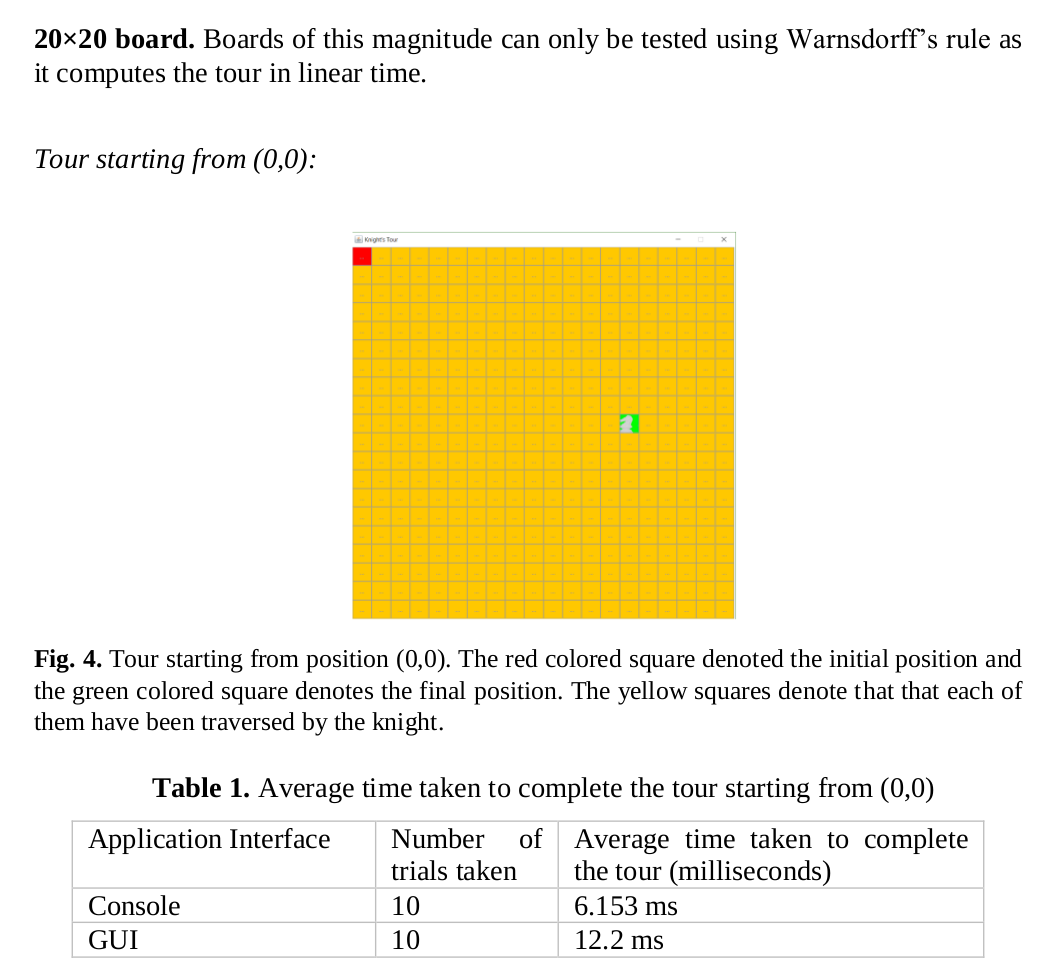 20×20 board. Boards of this magnitude can only be tested using Warnsdorff’s rule as
it computes the tour in linear time.
Tour starting from (0,0):
Knight's Tour
Fig. 4. Tour starting from position (0,0). The red colored square denoted the initial position and
the green colored square denotes the final position. The yellow squares denote that that each of
them have been traversed by the knight.
Table 1. Average time taken to complete the tour starting from (0,0)
Application Interface Number of Average time taken to complete
trials taken the tour (milliseconds)
Console 10 6.153 ms
GUI 10 12.2 ms